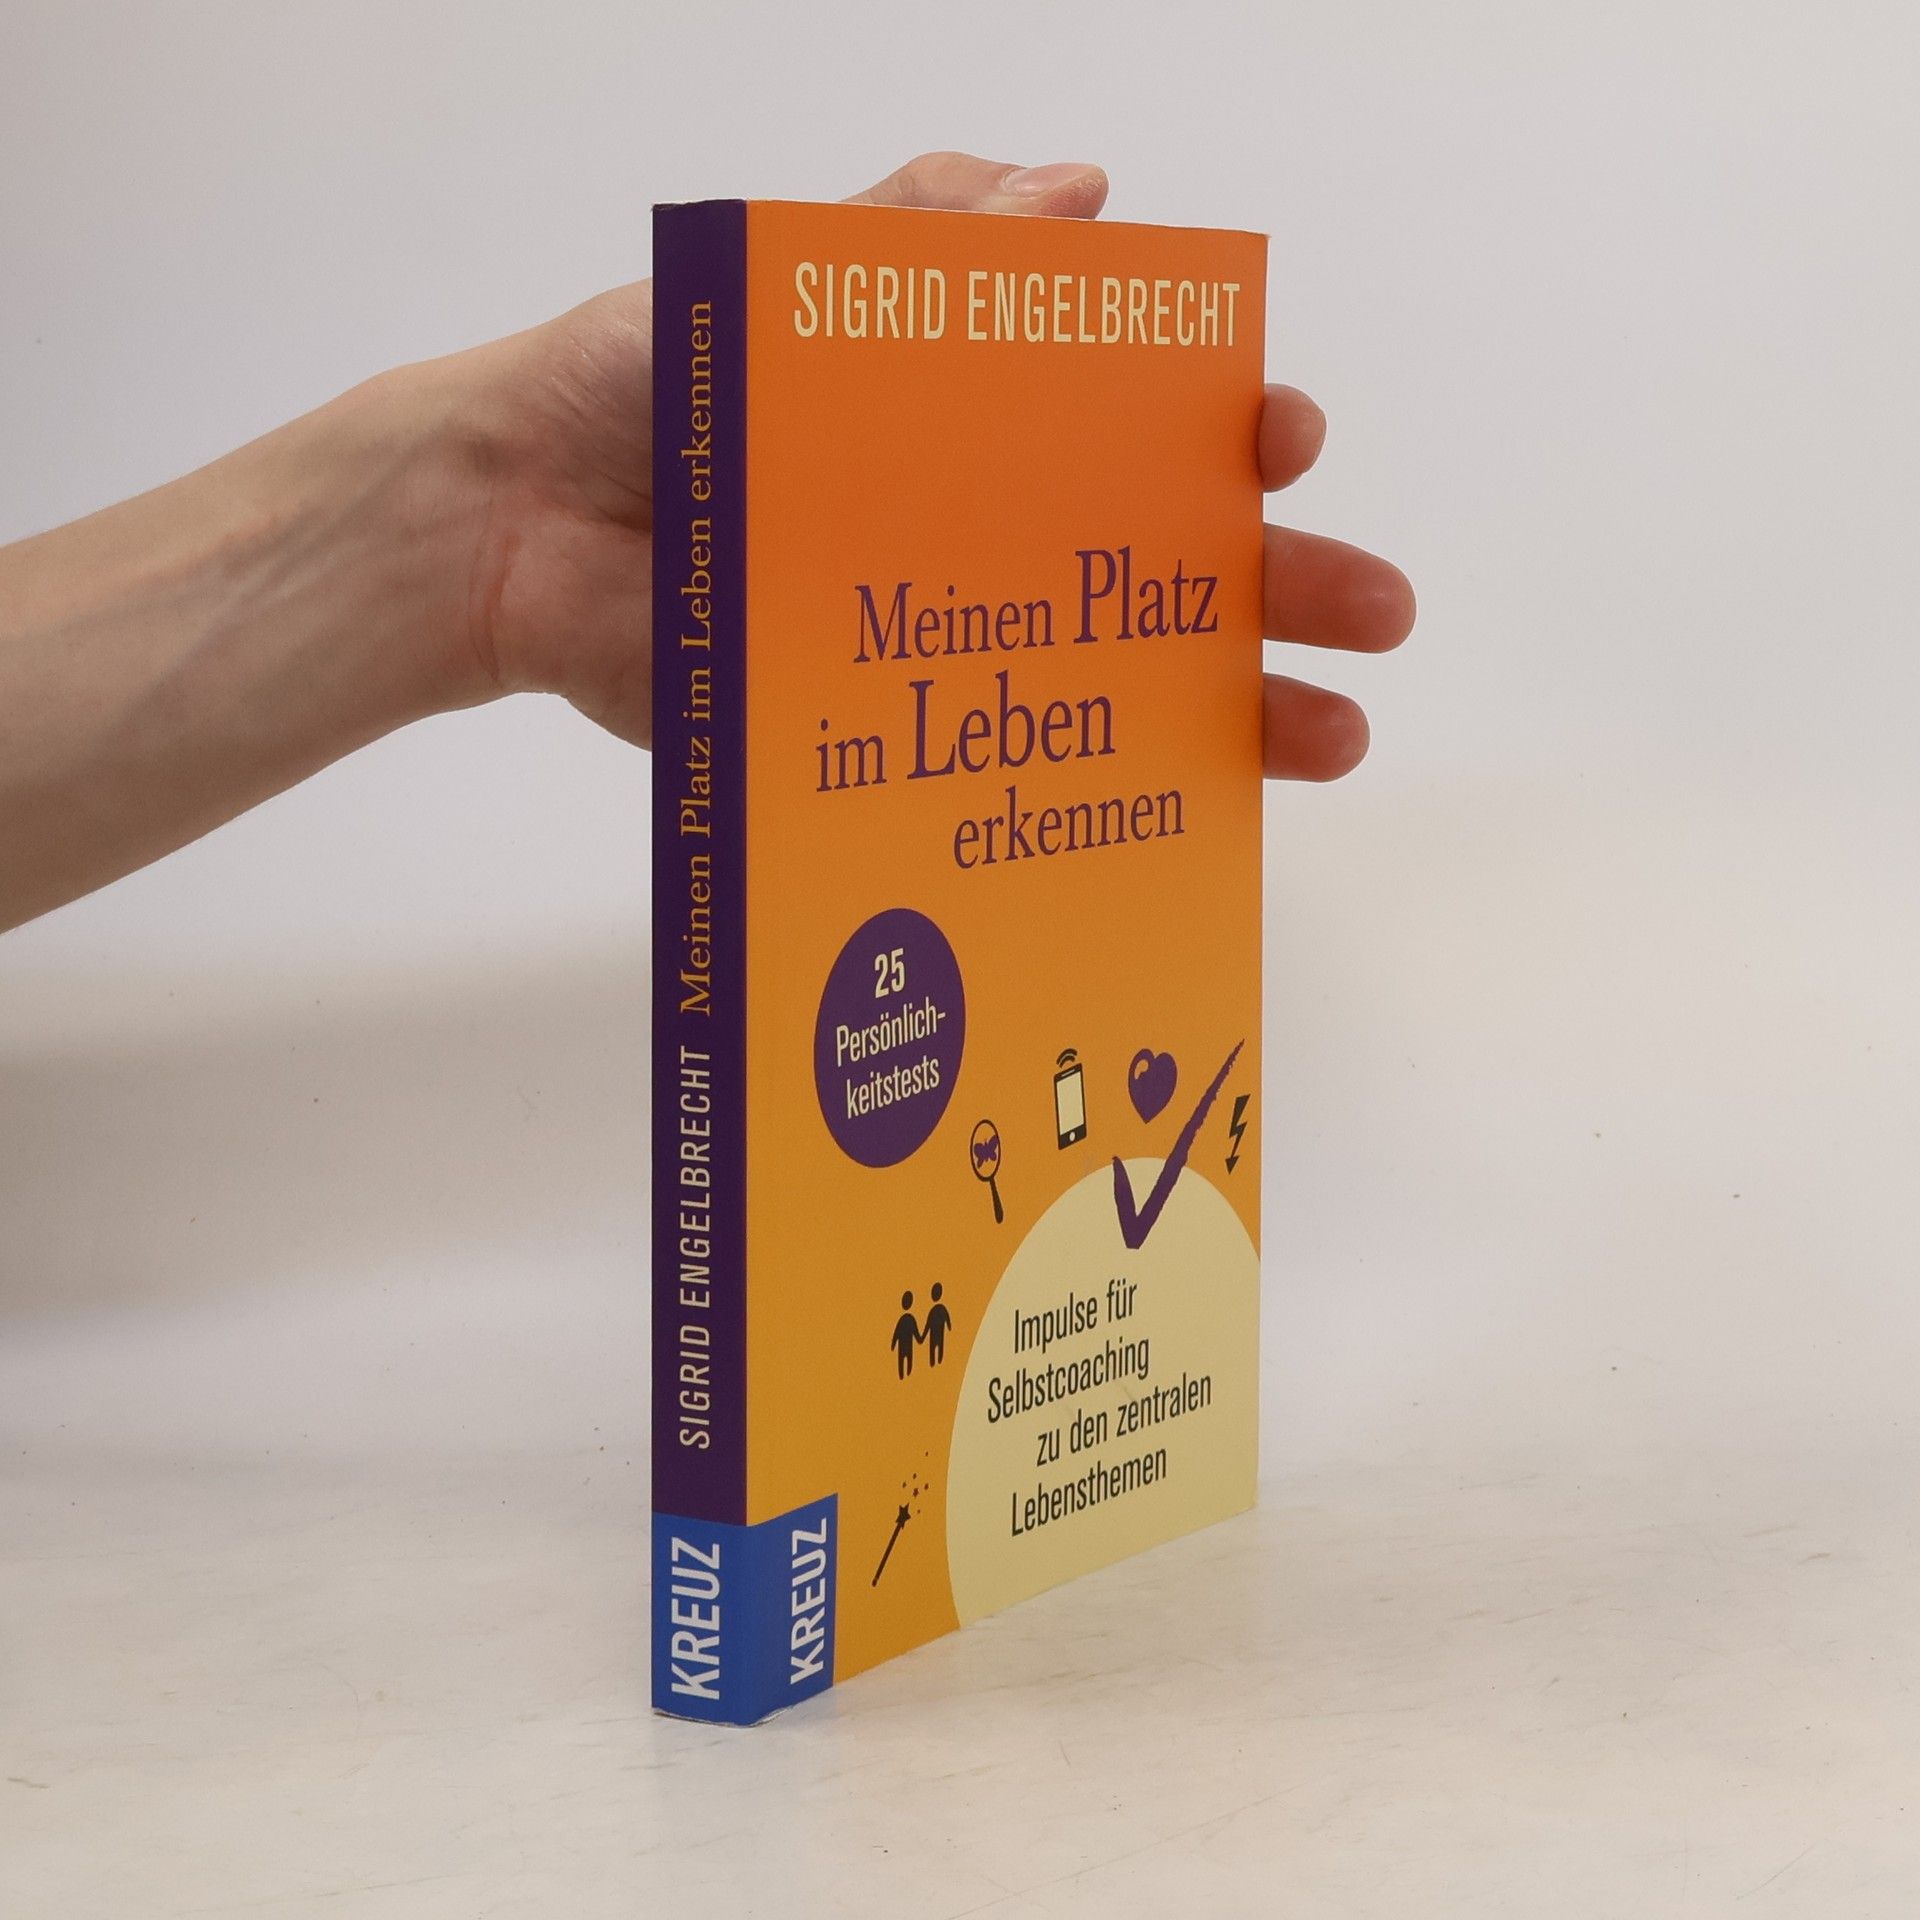 SIGRID ENGELBRECHT Meinen Platz im Leben erkennen
KREUZ
SIGRID ENGELBRECHT
Meinen Platz
im Leben
erkennen
25
Persönlich-
keitstests
Impulse für
Selbstcoaching
zu den zentralen
Lebensthemen
KREUZ